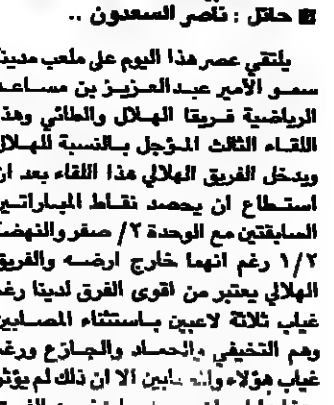 حائل : ناصر السعدون ..
يلتقي عصر هذا اليوم على ملعب مدينة
سمو الأمير عبد العزيز بن مساعد
الرياضية فريقا الهلال والطائي وهذا
اللقاء الثالث المؤجل بالنسبة للهلال
ويدخل الفريق الهلالي هذا اللقاء بعد ان
استطاع ان يحصد نقاط المباراتين
السابقتين مع الوحدة ٢/ صفر والنهضة
١/٢ رغم انهما خارج ارضه والفريق
الهلالي يعتبر من اقوى الفرق لدينا رغم
غياب ثلاثة لاعبين باستثناء المصابين
وهم التخيفي والحماد والجازع ورغم
غياب هؤلاء الا ان ذلك لم يؤثر